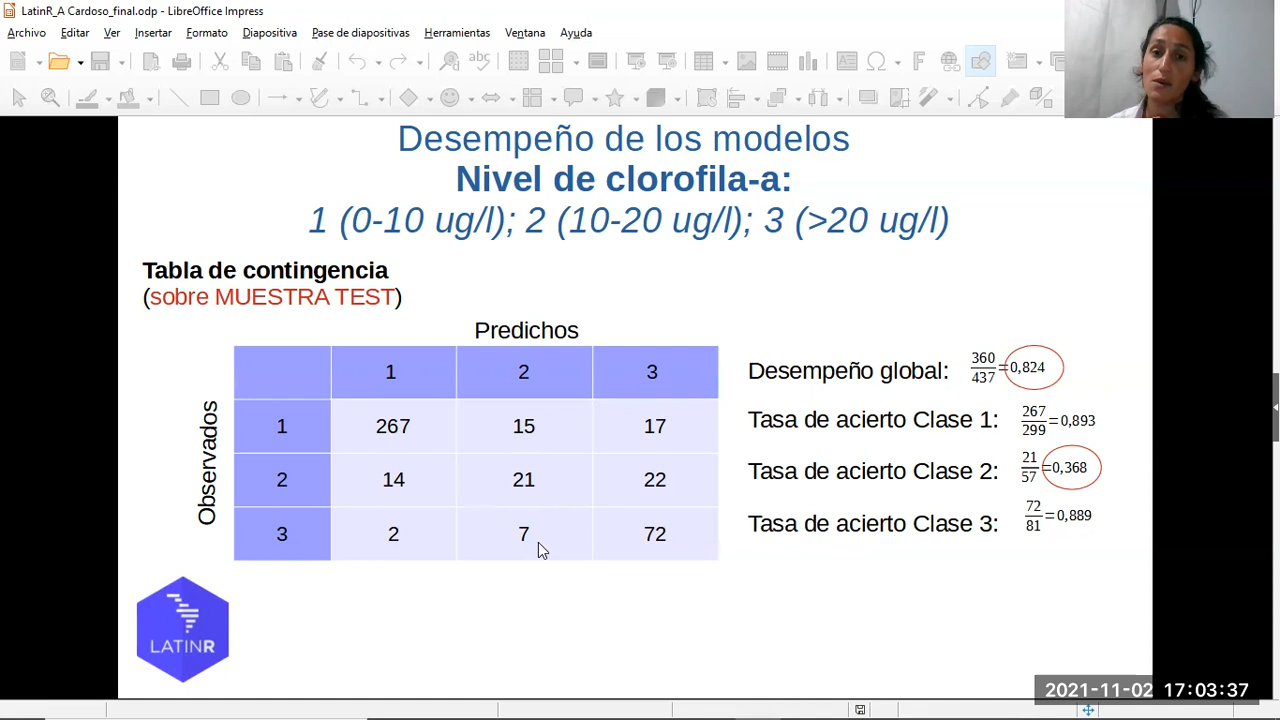 LatinR_A Cardoso_final.odp - LibreOffice Impress
Archivo Editar Ver Insertar Formato Diapositiva Pase de diapositivas Herramientas Ventana Ayuda
Desempeño de los modelos
Nivel de clorofila-a:
1 (0-10 ug/l); 2 (10-20 ug/l); 3 (>20 ug/l)
Tabla de contingencia
(sobre MUESTRA TEST)
Predichos
Observados
1 2 3
1 267 15 17
2 14 21 22
3 2 7 72
Desempeño global: 360/437=0,824
Tasa de acierto Clase 1: 267/299=0,893
Tasa de acierto Clase 2: 21/57=0,368
Tasa de acierto Clase 3: 72/81=0,889
LATINR
2021-11-02 17:03:37